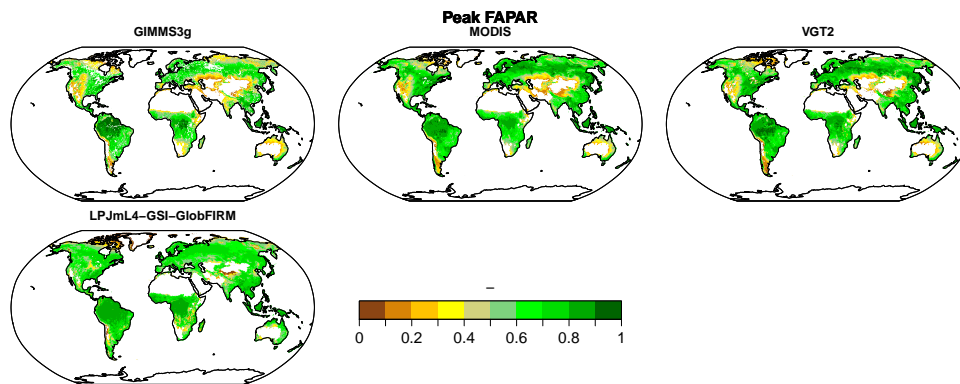 Peak FAPAR
GIMMS3g
MODIS
VGT2
LPJmL4−GSI−GlobFIRM
−
0 0.2 0.4 0.6 0.8 1